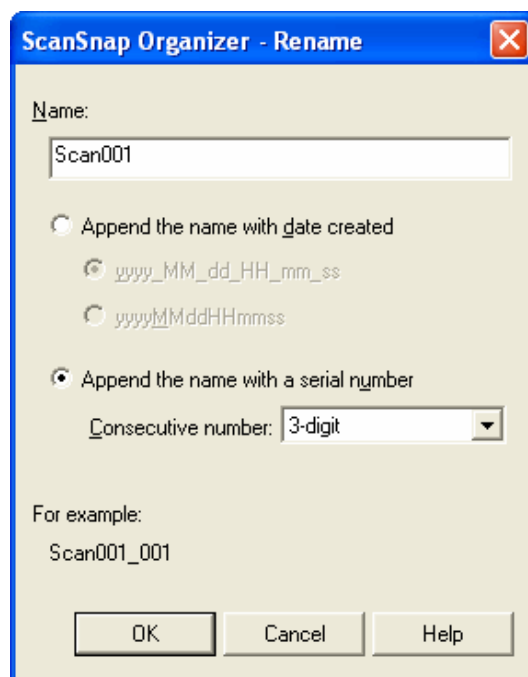 ScanSnap Organizer - Rename
Name:
Scan001
Append the name with date created
yyyy_MM_dd_HH_mm_ss
yyyyMMddHHmmss
Append the name with a serial number
Consecutive number: 3-digit
For example:
Scan001_001
OK Cancel Help